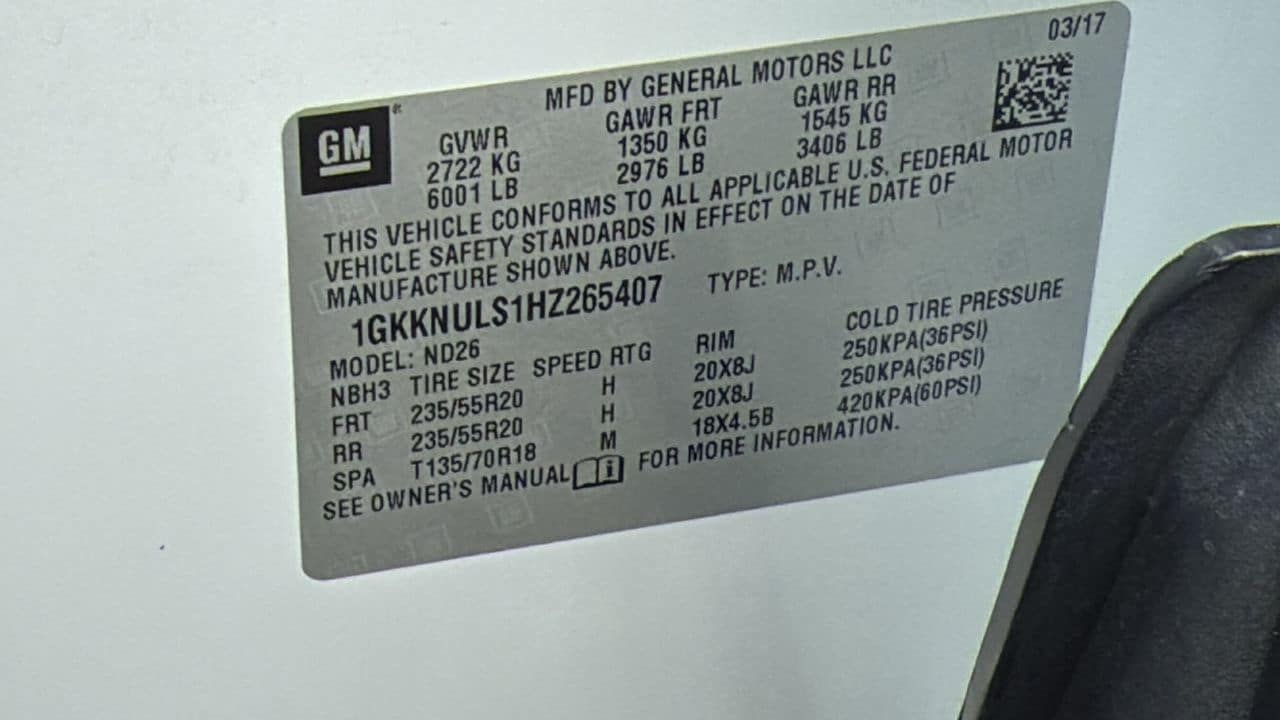 03/17
MFD BY GENERAL MOTORS LLC
GM®
GVWR GAWR FRT GAWR RR
2722 KG 1350 KG 1545 KG
6001 LB 2976 LB 3406 LB
THIS VEHICLE CONFORMS TO ALL APPLICABLE U.S. FEDERAL MOTOR
VEHICLE SAFETY STANDARDS IN EFFECT ON THE DATE OF
MANUFACTURE SHOWN ABOVE.
1GKKNULS1HZ265407 TYPE: M.P.V.
MODEL: ND26
NBH3 TIRE SIZE SPEED RTG RIM COLD TIRE PRESSURE
FRT 235/55R20 H 20X8J 250KPA(36PSI)
RR 235/55R20 H 20X8J 250KPA(36PSI)
SPA T135/70R18 M 18X4.5B 420KPA(60PSI)
SEE OWNER'S MANUAL i FOR MORE INFORMATION.